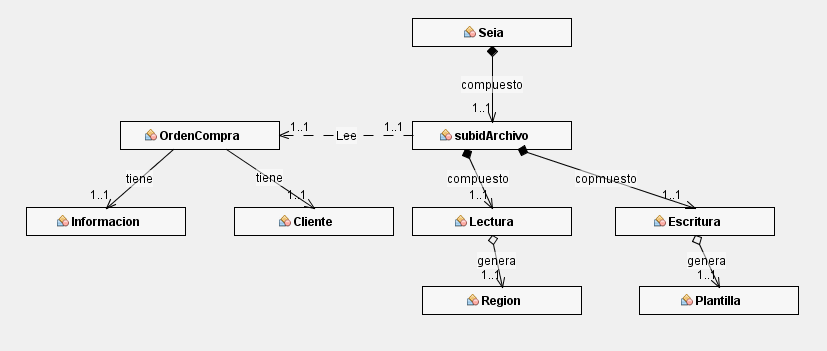 Seia
compuesto
1..1
OrdenCompra
1..1
Lee
1..1
subidArchivo
tiene
tiene
compuesto
copmuesto
1..1
1..1
1..1
1..1
Informacion
Cliente
Lectura
Escritura
genera
genera
1..1
1..1
Region
Plantilla